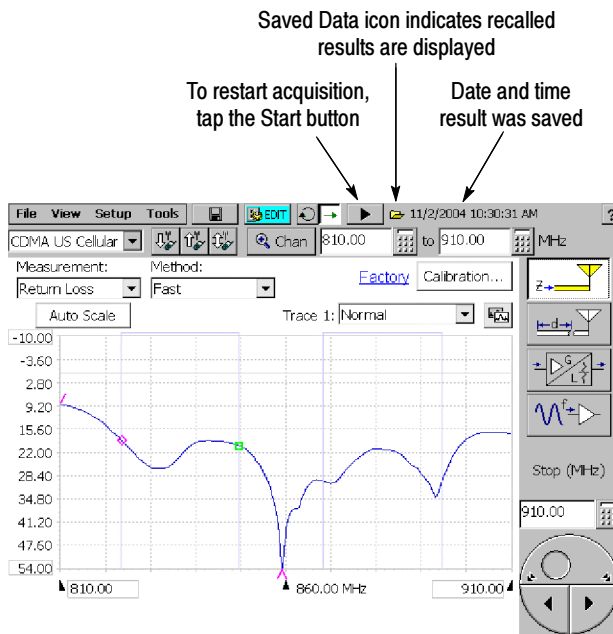 Saved Data icon indicates recalled
results are displayed
To restart acquisition,
tap the Start button
Date and time
result was saved
File View Setup Tools EDIT 11/2/2004 10:30:31 AM ?
CDMA US Cellular Chan 810.00 to 910.00 MHz
Measurement: Method:
Return Loss Fast Factory Calibration...
Auto Scale Trace 1: Normal
Z
d
G
L
f
-10.00
-3.60
2.80
9.20
15.60
22.00
28.40
34.80
41.20
47.60
54.00
810.00 860.00 MHz 910.00
Stop (MHz)
910.00